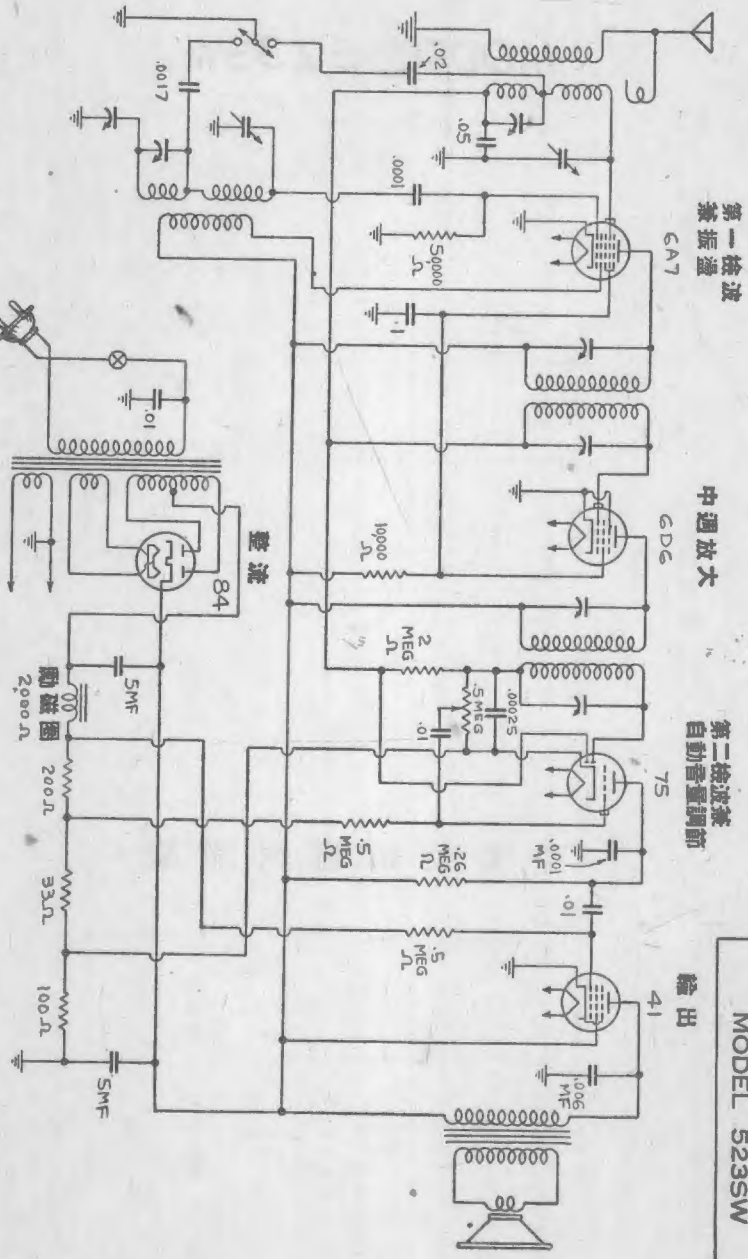 MODEL 523SW
第一檢波
兼振盪
6A7
中週放大
6D6
第二檢波兼
自動音量調節
75
輸出
41
.02
.05
.0001
50000
Ω
.1
.0017
10,000
Ω
2
MEG
Ω
.5 MEG
.00025
.01
.0001
MF
.5
MEG
Ω
.26
MEG
Ω
.01
.5
MEG
Ω
.006
MF
.01
整流
84
5MF
勵磁圈
2,000Ω
200Ω
33Ω
100Ω
5MF